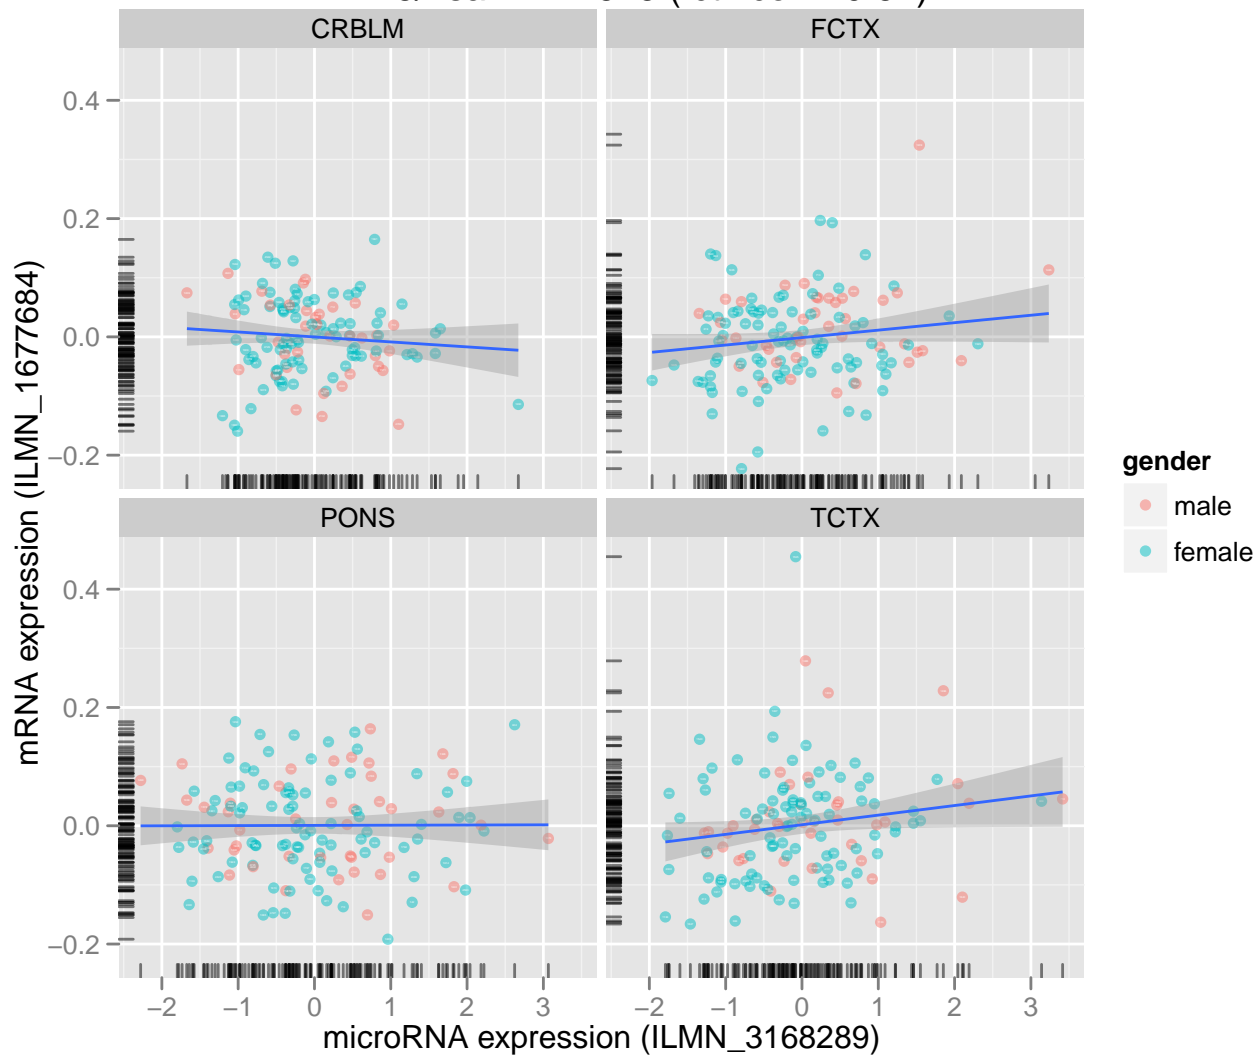 CRBLM FCTX
0.4
0.2
0.0
−0.2
PONS TCTX
0.4
0.2
0.0
−0.2
−2 −1 0 1 2 3 −2 −1 0 1 2 3
microRNA expression (ILMN_3168289)
mRNA expression (ILMN_1677684)
gender
male
female